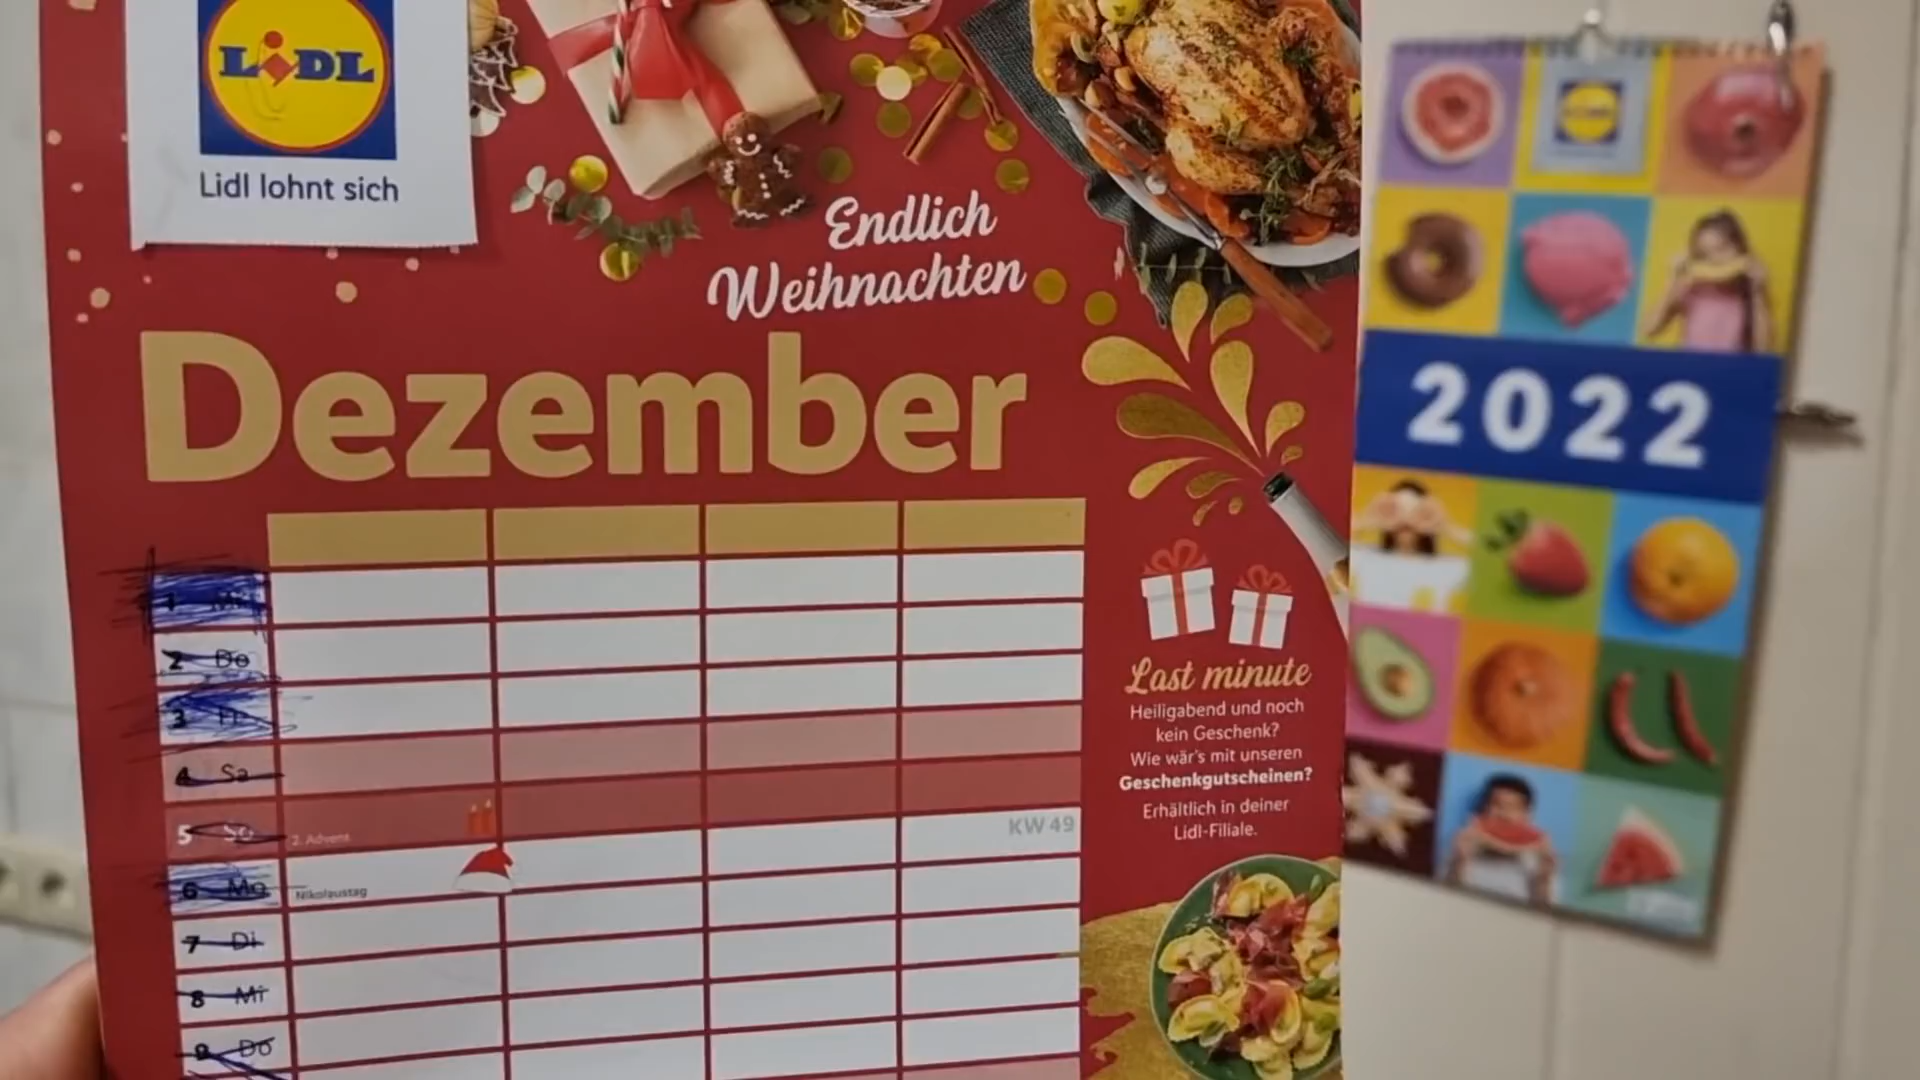 LIDL
Lidl lohnt sich
Endlich
Weihnachten
Dezember
2 Do
3
4 Sa
5 So 2. Advent KW 49
6 Mo Nikolaustag
7 Di
8 Mi
9 Do
Last minute
Heiligabend und noch
kein Geschenk?
Wie wär's mit unseren
Geschenkgutscheinen?
Erhältlich in deiner
Lidl-Filiale.
2022